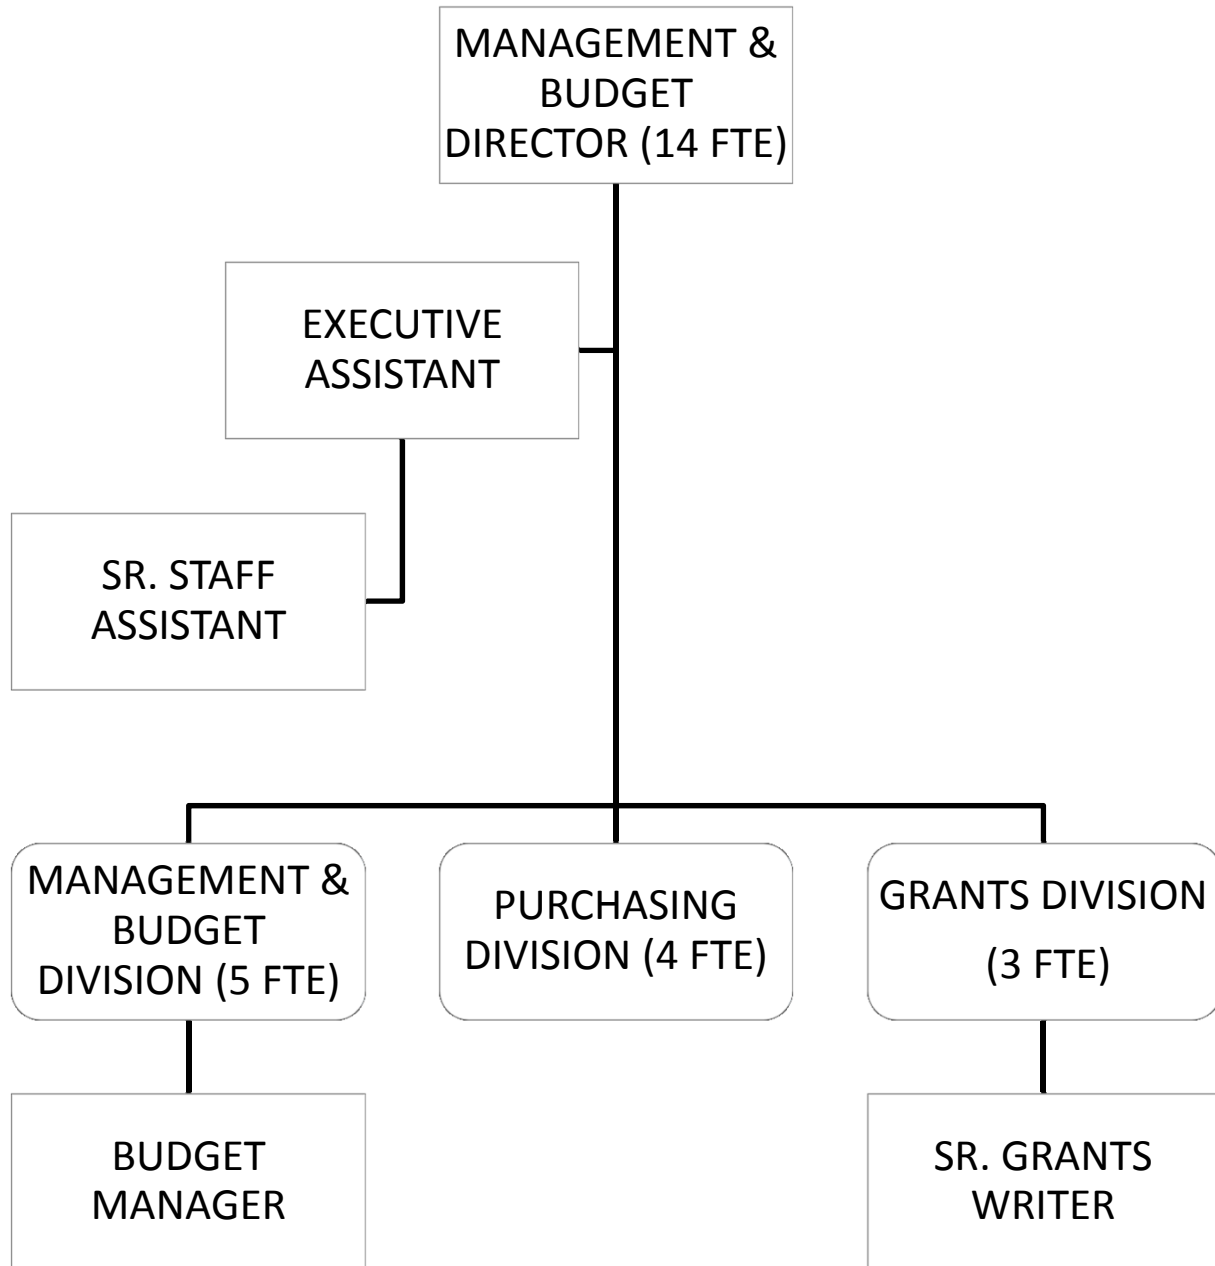 MANAGEMENT &
BUDGET
DIRECTOR (14 FTE)
EXECUTIVE
ASSISTANT
SR. STAFF
ASSISTANT
MANAGEMENT &
BUDGET
DIVISION (5 FTE)
PURCHASING
DIVISION (4 FTE)
GRANTS DIVISION
(3 FTE)
BUDGET
MANAGER
SR. GRANTS
WRITER